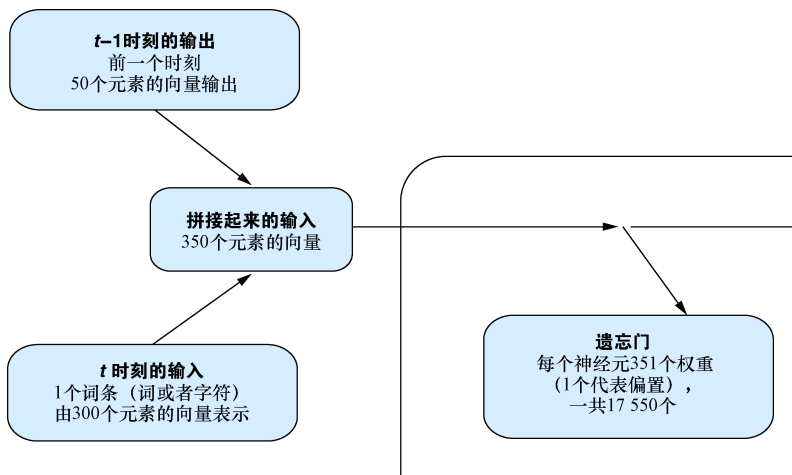 t–1时刻的输出
前一个时刻
50个元素的向量输出
拼接起来的输入
350个元素的向量
t 时刻的输入
1个词条（词或者字符）
由300个元素的向量表示
遗忘门
每个神经元351个权重
（1个代表偏置），
一共17 550个